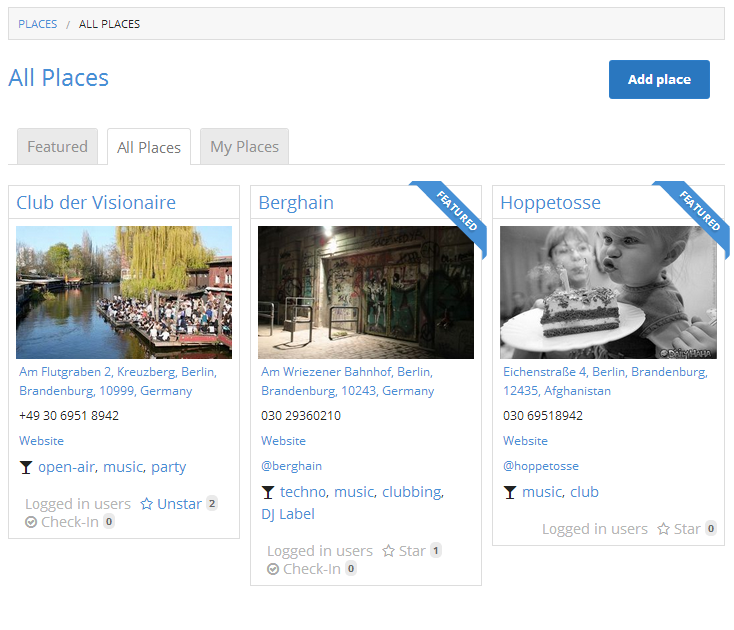 PLACES / ALL PLACES
All Places
Add place
Featured
All Places
My Places
Club der Visionaire
Am Flutgraben 2, Kreuzberg, Berlin,
Brandenburg, 10999, Germany
+49 30 6951 8942
Website
open-air, music, party
Logged in users Unstar 2
Check-In 0
Berghain
FEATURED
Am Wriezener Bahnhof, Berlin,
Brandenburg, 10243, Germany
030 29360210
Website
@berghain
techno, music, clubbing,
DJ Label
Logged in users Star 1
Check-In 0
Hoppetosse
FEATURED
© DaisyHAHA
Eichenstraße 4, Berlin, Brandenburg,
12435, Afghanistan
030 69518942
Website
@hoppetosse
music, club
Logged in users Star 0